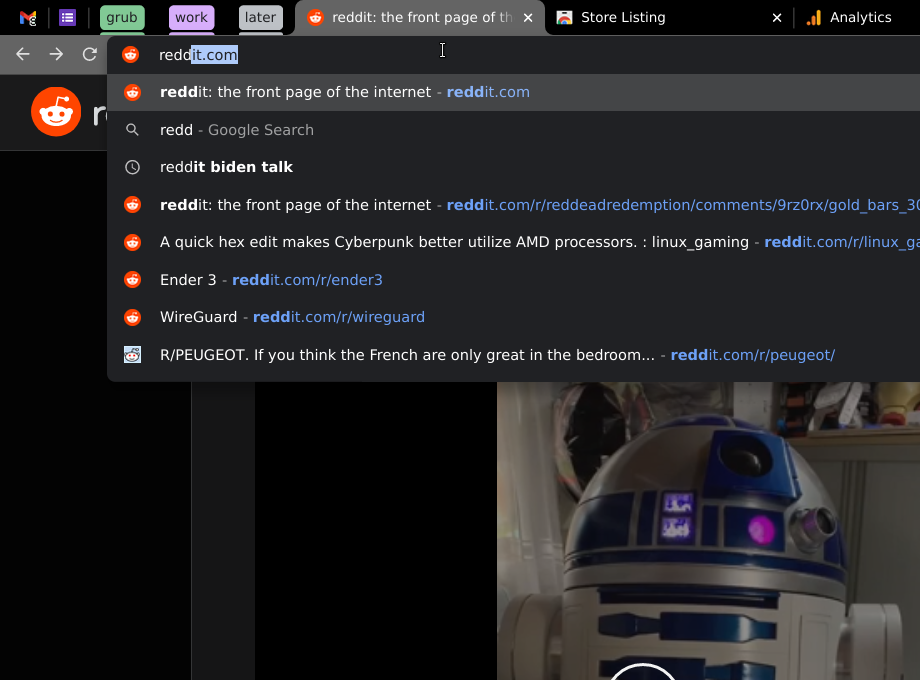 grub work later reddit: the front page of th Store Listing Analytics
reddit.com
reddit: the front page of the internet - reddit.com
redd - Google Search
reddit biden talk
reddit: the front page of the internet - reddit.com/r/reddeadredemption/comments/9rz0rx/gold_bars_30
A quick hex edit makes Cyberpunk better utilize AMD processors. : linux_gaming - reddit.com/r/linux_ga
Ender 3 - reddit.com/r/ender3
WireGuard - reddit.com/r/wireguard
R/PEUGEOT. If you think the French are only great in the bedroom... - reddit.com/r/peugeot/